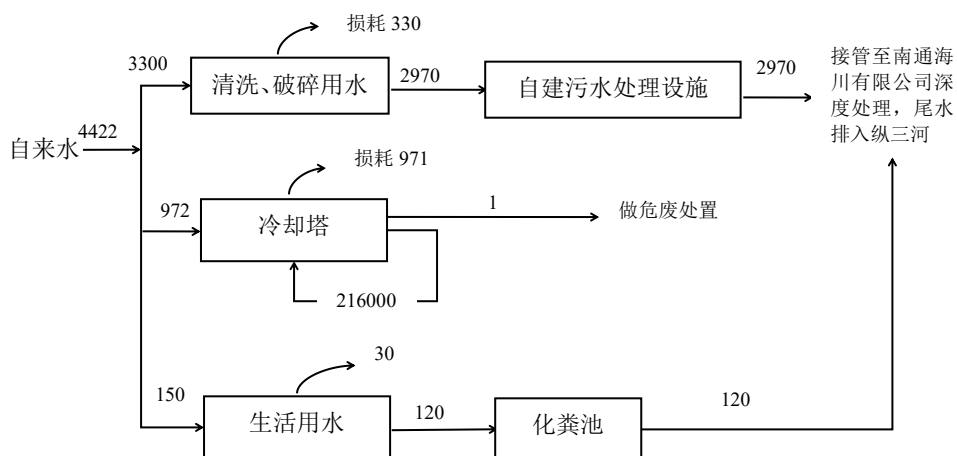 损耗 330
3300
清洗、破碎用水
2970
自建污水处理设施
2970
接管至南通海
川有限公司深
度处理，尾水
排入纵三河
自来水
4422
损耗 971
972
冷却塔
1
做危废处置
216000
30
150
生活用水
120
化粪池
120